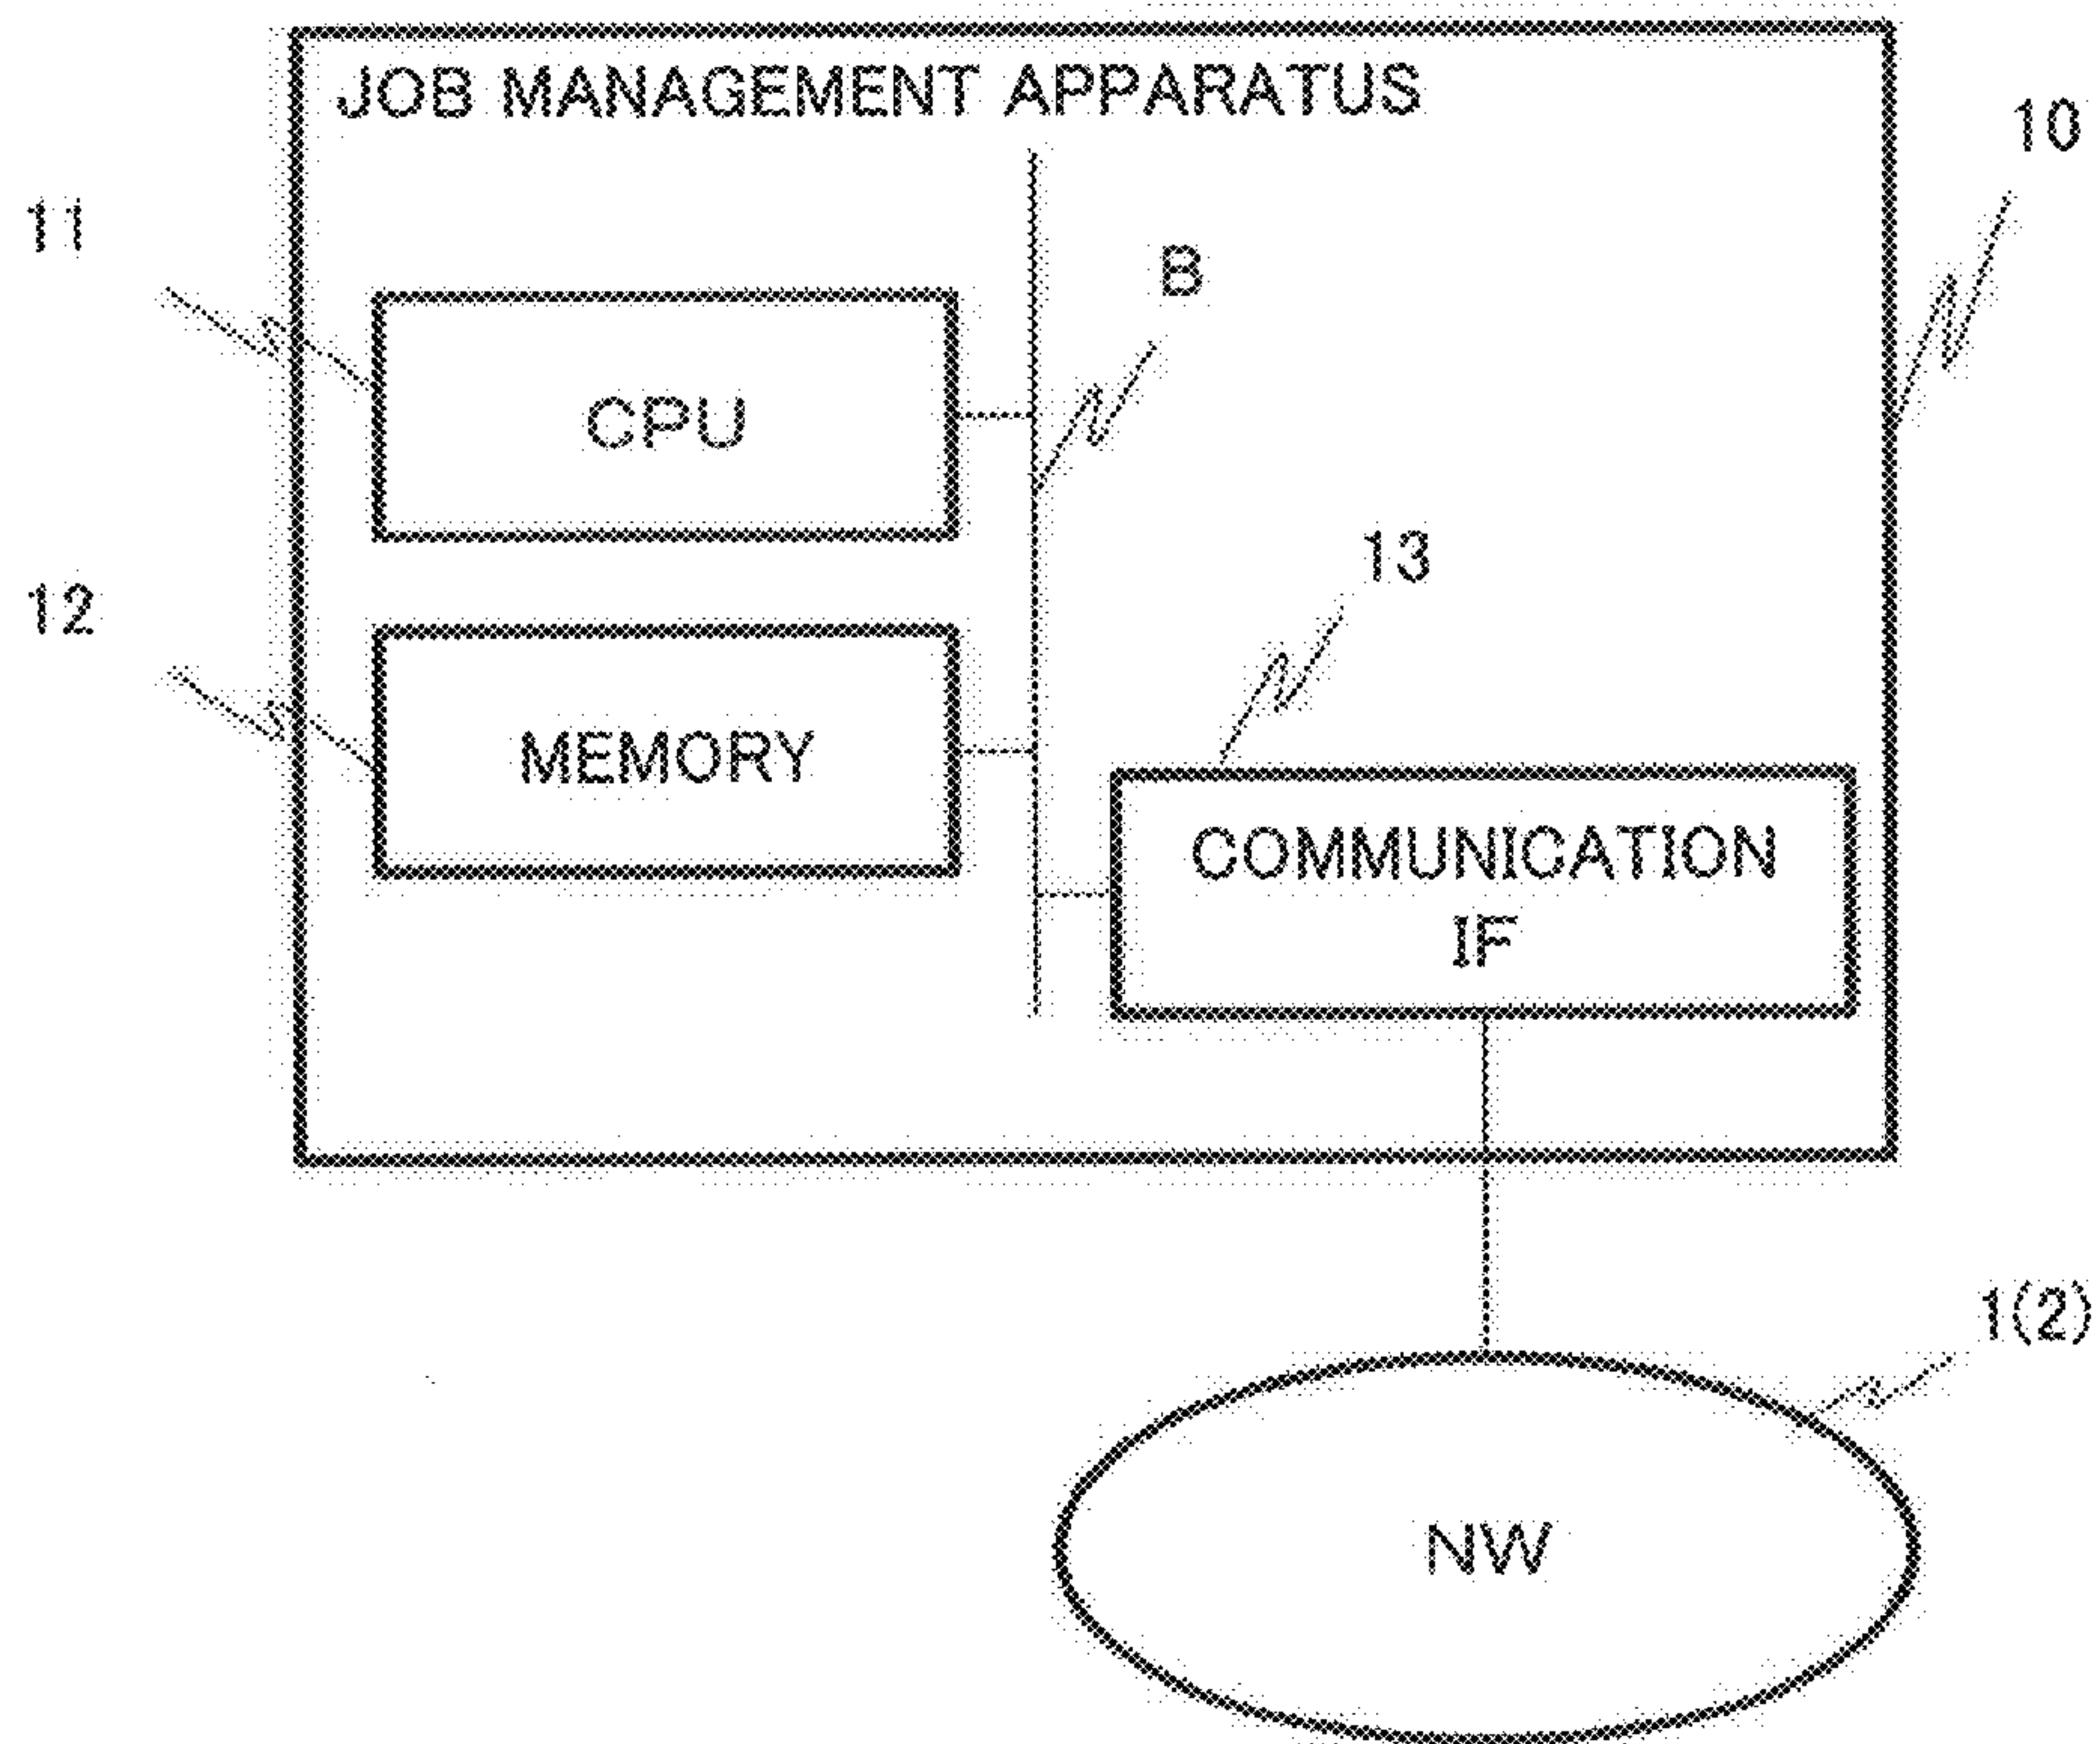 JOB MANAGEMENT APPARATUS
10
11
B
CPU
13
12
MEMORY
COMMUNICATION
IF
1(2)
NW